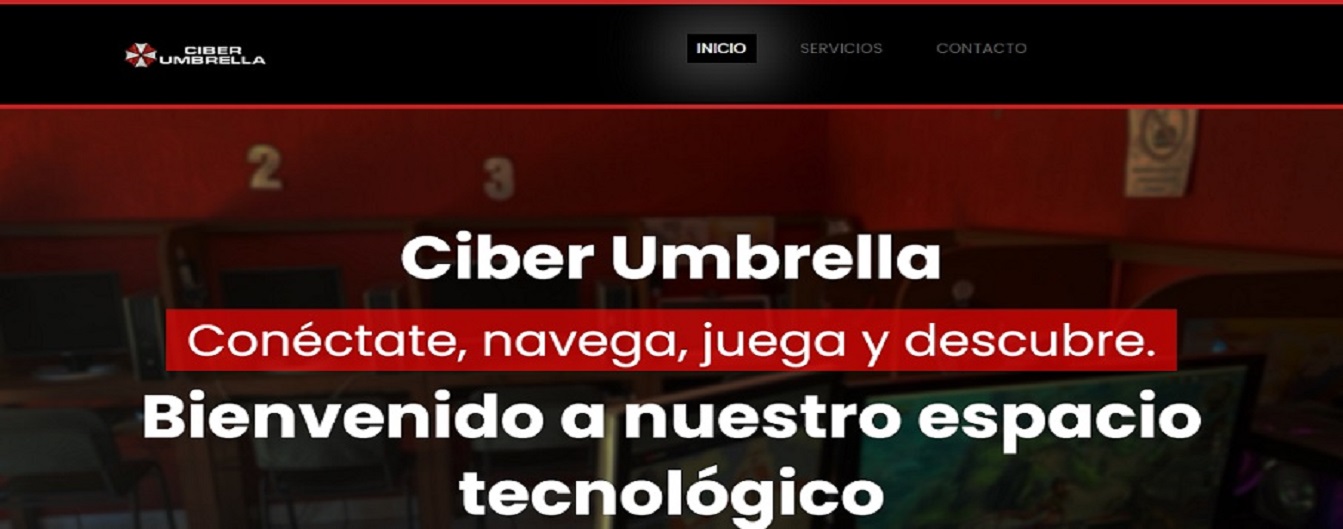 CIBER
UMBRELLA
INICIO SERVICIOS CONTACTO
2 3
Ciber Umbrella
Conéctate, navega, juega y descubre.
Bienvenido a nuestro espacio
tecnológico